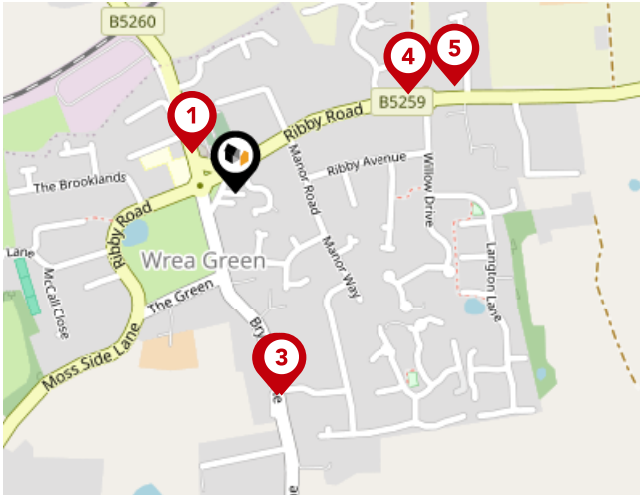 B5260
4
5
B5259
1
Ribby Road
Manor Road
Ribby Avenue
Willow Drive
The Brooklands
Ribby Road
Lane
McCall Close
Wrea Green
Manor Way
Langton Lane
The Green
Bry
Moss Side Lane
3
e